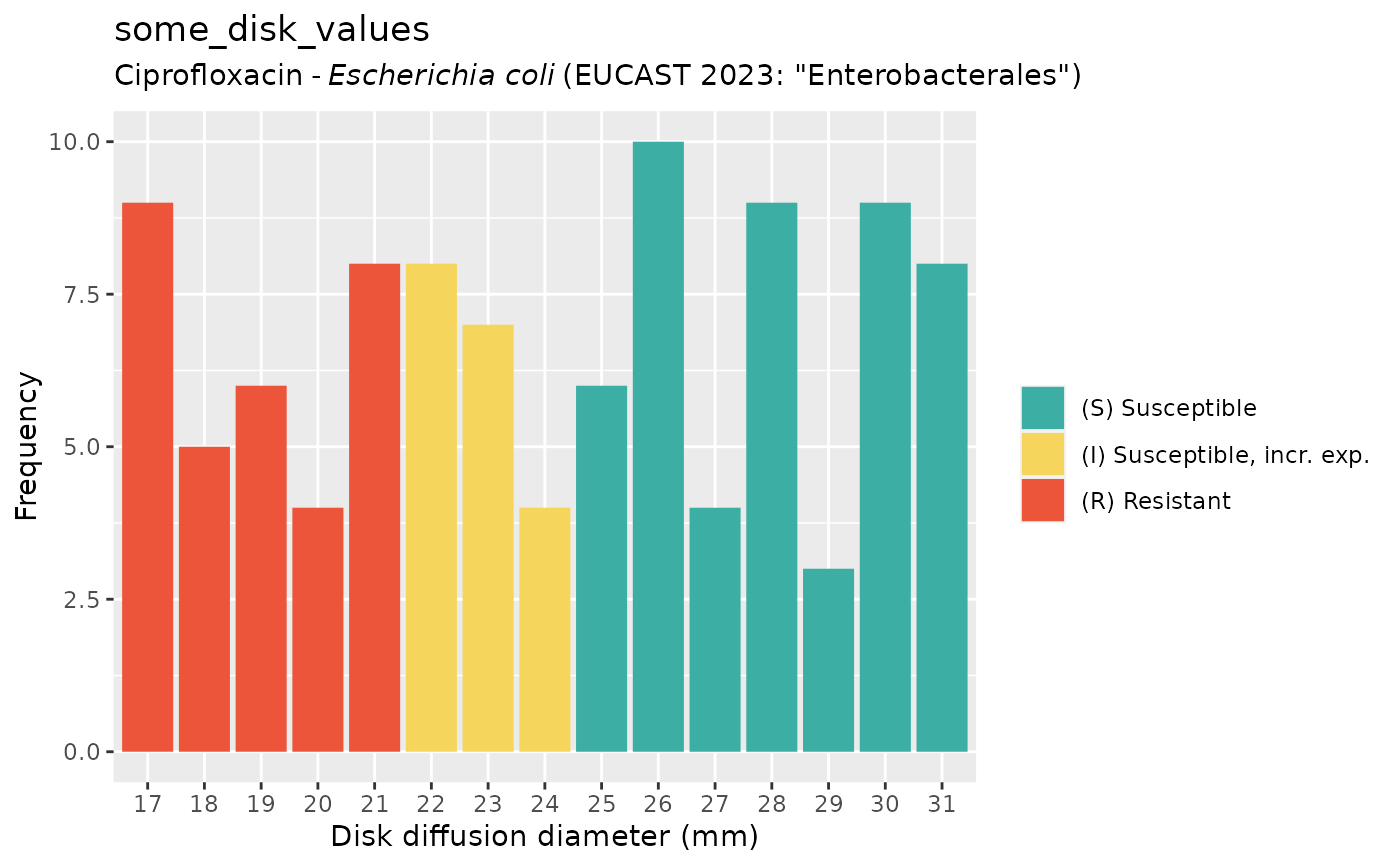 some_disk_values
Ciprofloxacin - Escherichia coli (EUCAST 2023: "Enterobacterales")
Frequency
10.0
7.5
5.0
2.5
0.0
17 18 19 20 21 22 23 24 25 26 27 28 29 30 31
Disk diffusion diameter (mm)
(S) Susceptible
(I) Susceptible, incr. exp.
(R) Resistant